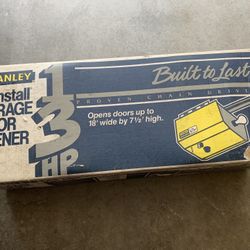 ANLEY
nstall
RAGE
OR
ENER
1
3
HP
Built to Last
PROVEN CHAIN DRIVE
Opens doors up to
18' wide by 7½' high.